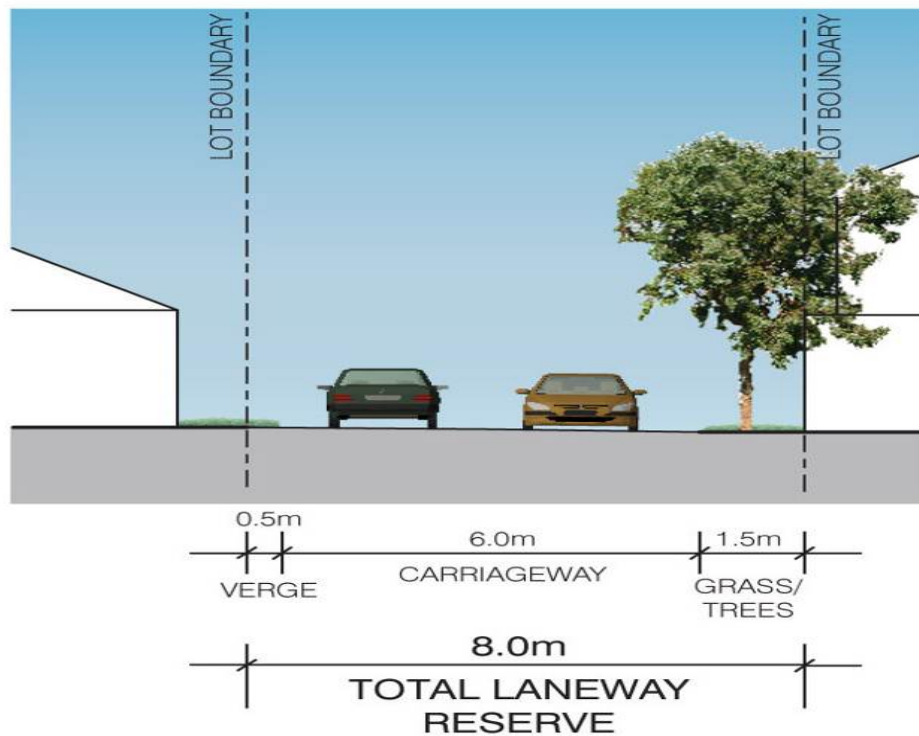 LOT BOUNDARY
LOT BOUNDARY
0.5m
6.0m
1.5m
VERGE
CARRIAGEWAY
GRASS/
TREES
8.0m
TOTAL LANEWAY
RESERVE